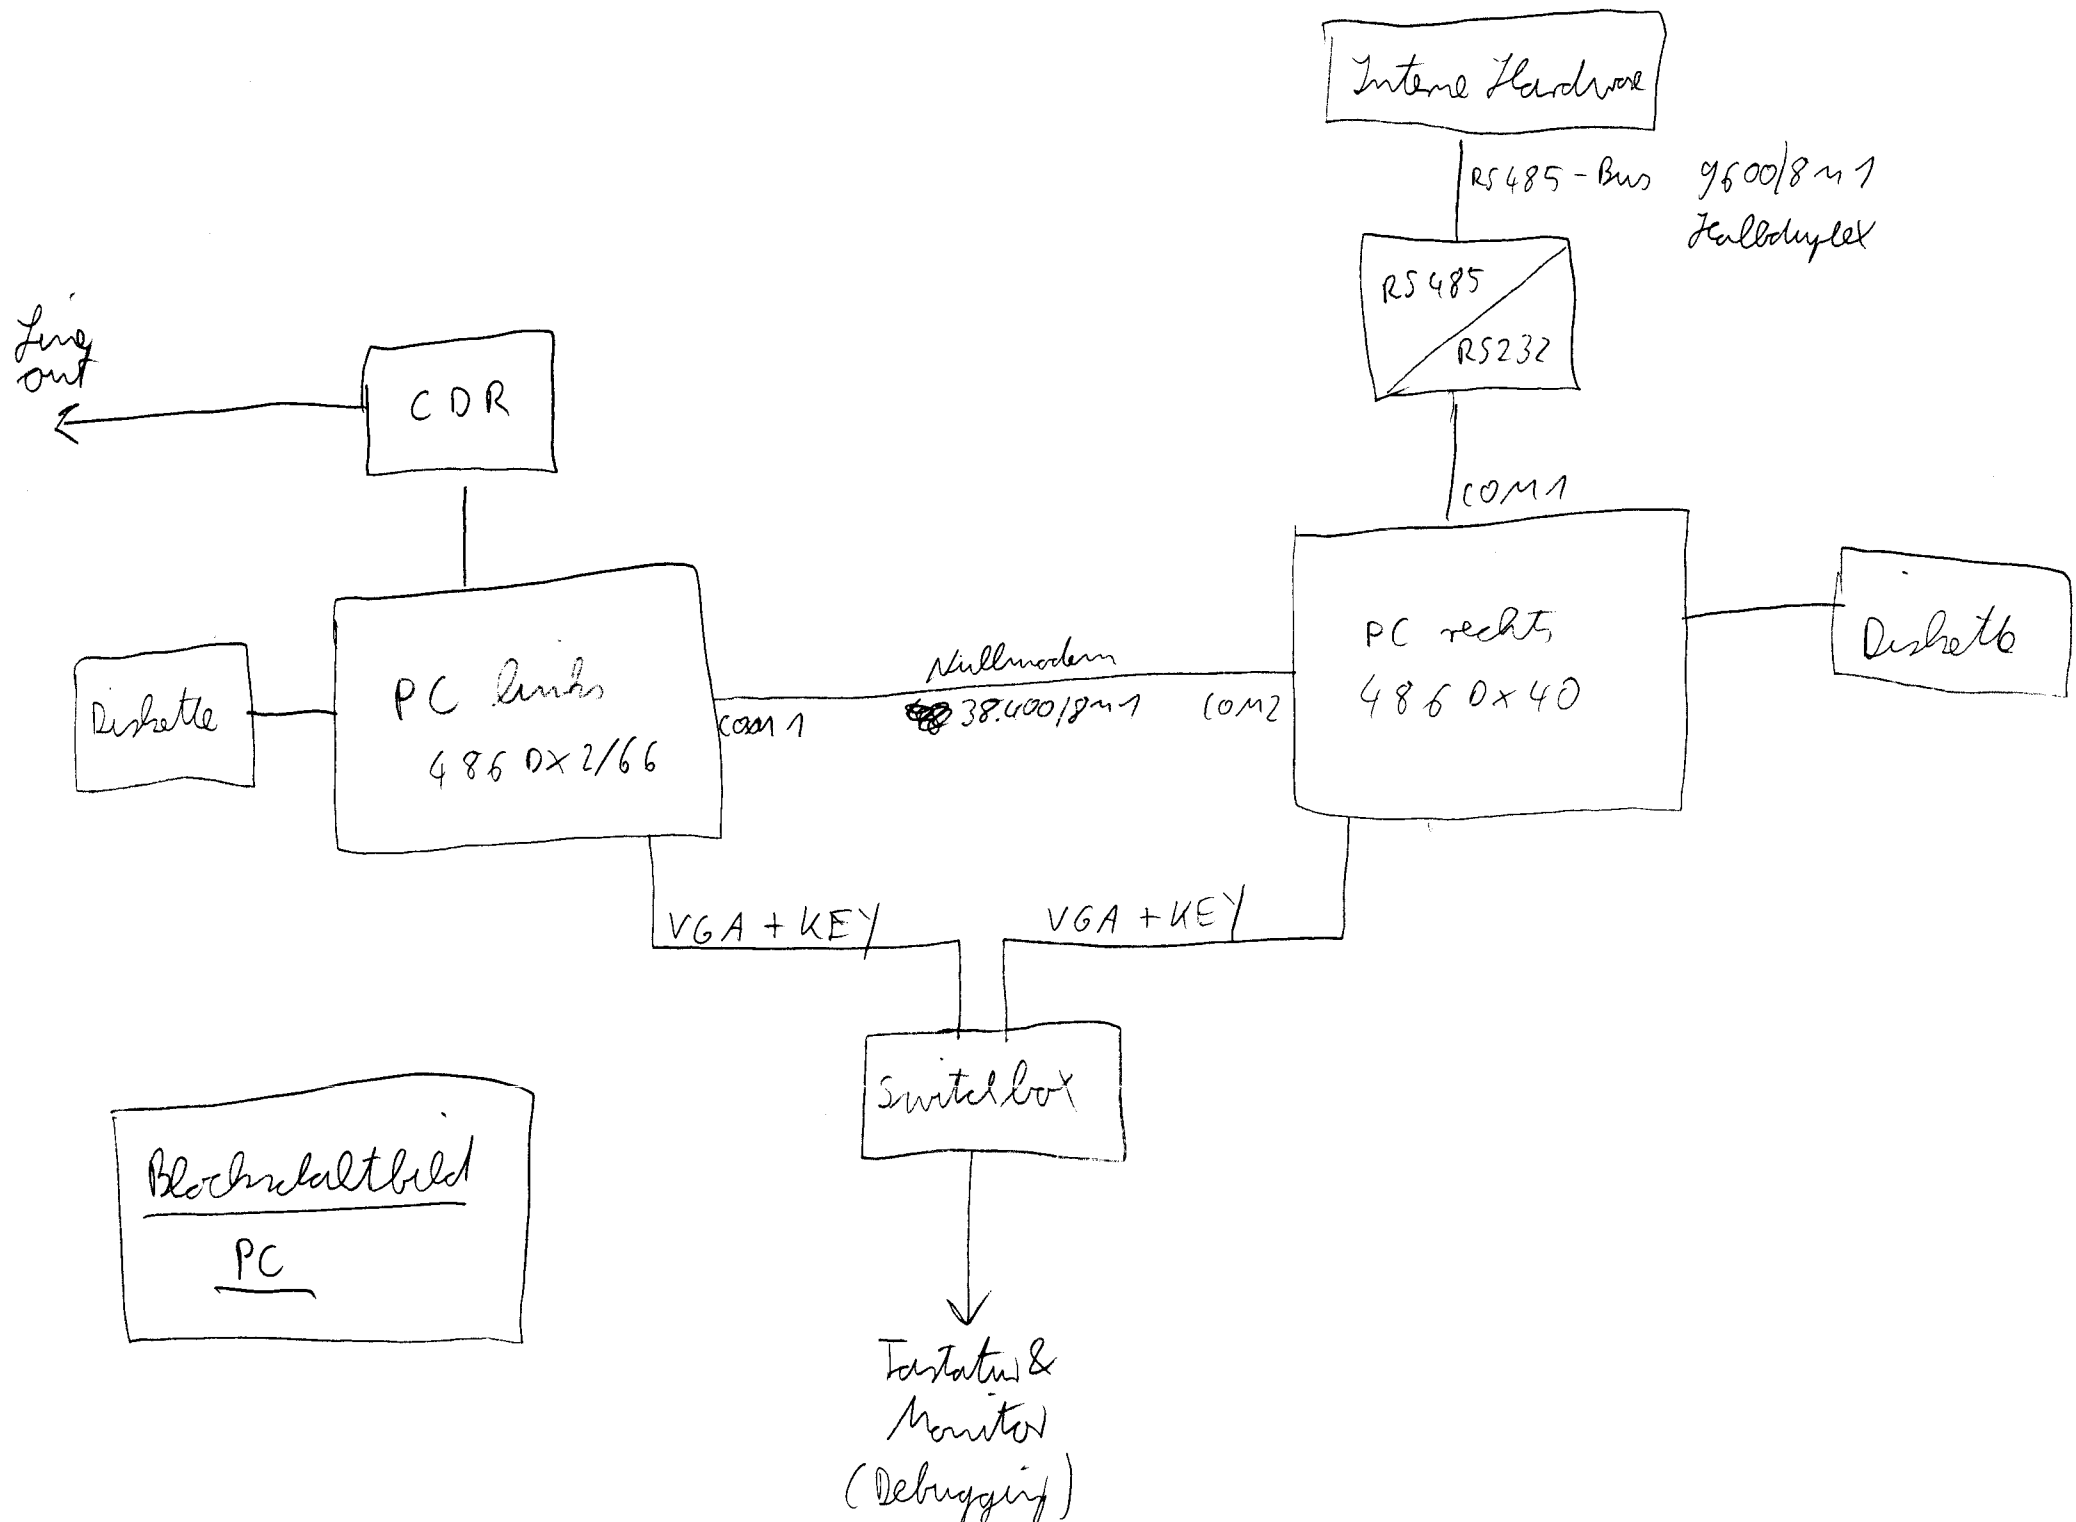 Interne Hardware
RS485-Bus 9600/8n1
Halbduplex
RS485
RS232
COM1
Line
out
CDR
PC links
486 DX2/66
Diskette
COM1
Nullmodem
38.400/8n1
COM2
PC rechts
486 DX40
Diskette
VGA + KEY
VGA + KEY
Switchbox
Blockschaltbild
PC
Tastatur &
Monitor
(Debugging)